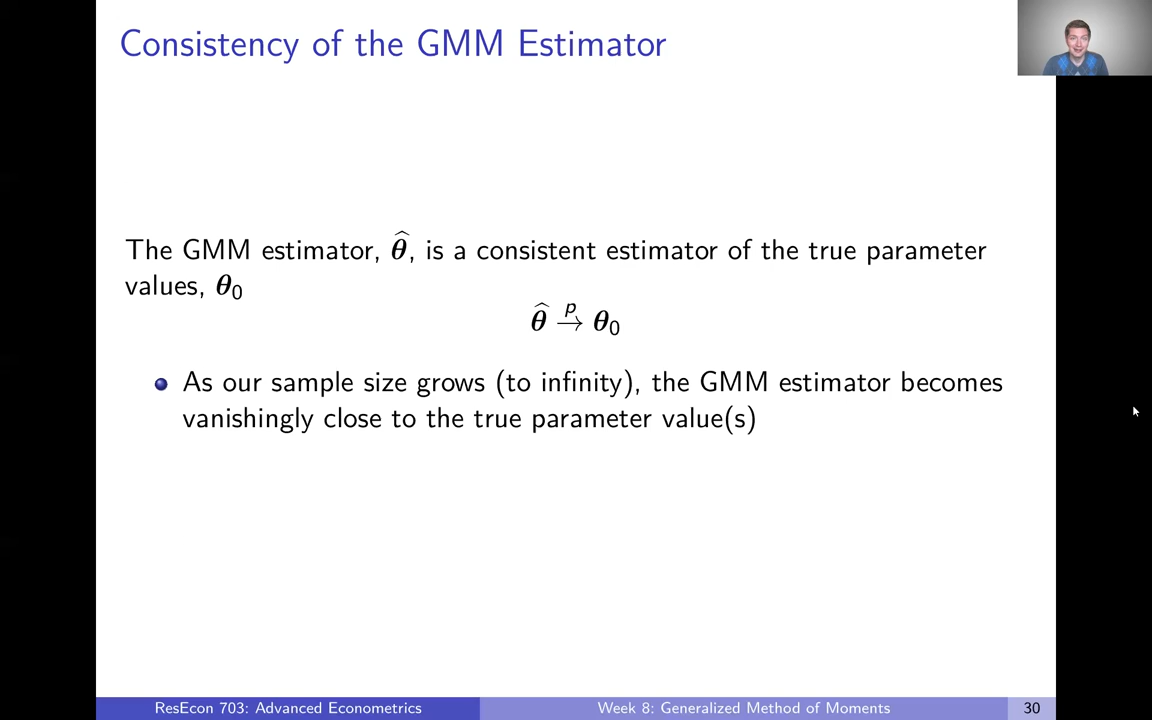 Consistency of the GMM Estimator
The GMM estimator, θ̂, is a consistent estimator of the true parameter
values, θ₀
θ̂ →ᵖ θ₀
As our sample size grows (to infinity), the GMM estimator becomes
vanishingly close to the true parameter value(s)
ResEcon 703: Advanced Econometrics
Week 8: Generalized Method of Moments
30